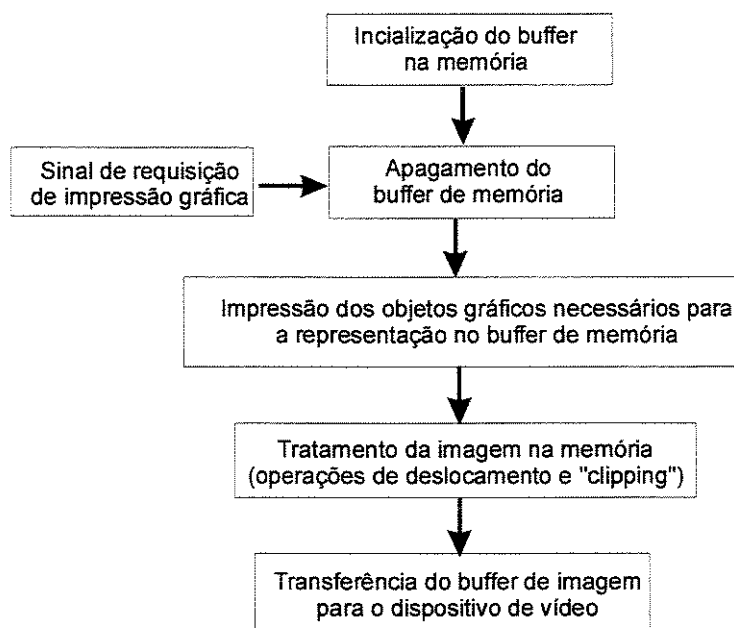 Incialização do buffer
na memória
Sinal de requisição
de impressão gráfica
Apagamento do
buffer de memória
Impressão dos objetos gráficos necessários para
a representação no buffer de memória
Tratamento da imagem na memória
(operações de deslocamento e "clipping")
Transferência do buffer de imagem
para o dispositivo de vídeo